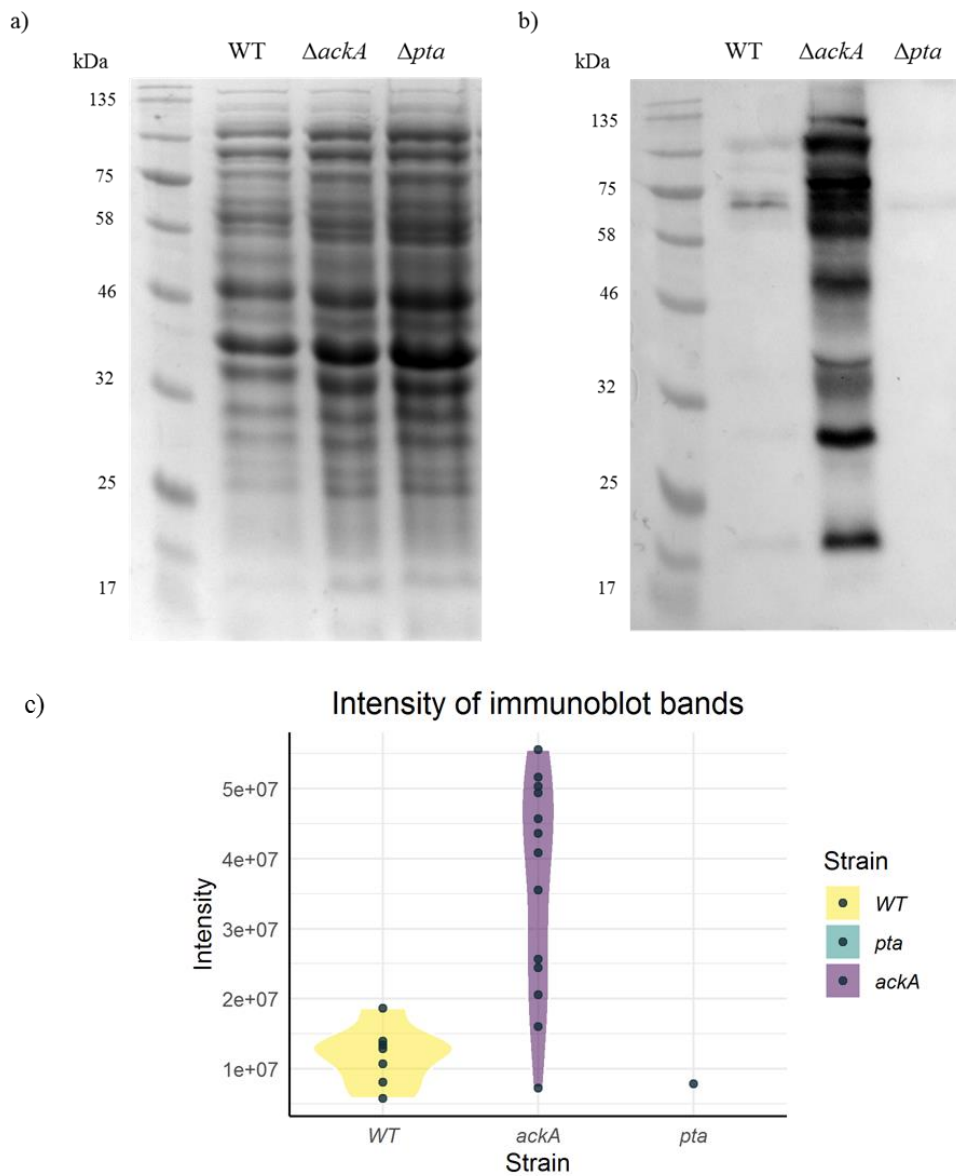 a)
kDa
WT ΔackA Δpta
135
75
58
46
32
25
17
b)
kDa
WT ΔackA Δpta
135
75
58
46
32
25
17
c)
Intensity of immunoblot bands
Intensity
5e+07
4e+07
3e+07
2e+07
1e+07
WT ackA pta
Strain
Strain
WT
pta
ackA